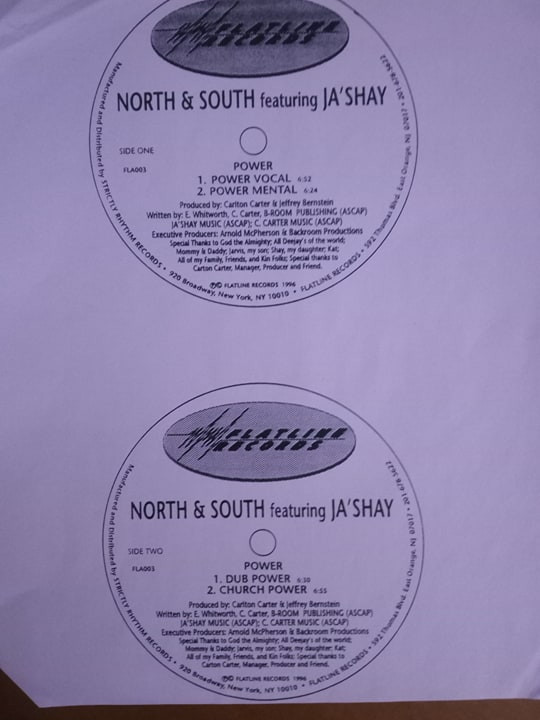 FLATLINE
RECORDS
NORTH & SOUTH featuring JA'SHAY
SIDE ONE
FLA003
POWER
1. POWER VOCAL 6:52
2. POWER MENTAL 6:24
Produced by: Carlton Carter & Jeffrey Bernstein
Written by: E. Whitworth, C. Carter, B-ROOM PUBLISHING (ASCAP)
JA'SHAY MUSIC (ASCAP); C. CARTER MUSIC (ASCAP)
Executive Producers: Arnold McPherson & Backroom Productions
Special Thanks to God the Almighty; All Deejay's of the world;
Mommy & Daddy; Jarvis, my son; Shay, my daughter; Kat;
All of my Family, Friends, and Kin Folks; Special thanks to
Carton Carter, Manager, Producer and Friend.
℗© FLATLINE RECORDS 1996
Manufactured and Distributed by STRICTLY RHYTHM RECORDS • 920 Broadway, New York, NY 10010 • FLATLINE RECORDS • 592 Thomas Blvd. East Orange, NJ 07017 • 201-678-5622
FLATLINE
RECORDS
NORTH & SOUTH featuring JA'SHAY
SIDE TWO
FLA003
POWER
1. DUB POWER 6:30
2. CHURCH POWER 6:55
Produced by: Carlton Carter & Jeffrey Bernstein
Written by: E. Whitworth, C. Carter, B-ROOM PUBLISHING (ASCAP)
JA'SHAY MUSIC (ASCAP); C. CARTER MUSIC (ASCAP)
Executive Producers: Arnold McPherson & Backroom Productions
Special Thanks to God the Almighty; All Deejay's of the world;
Mommy & Daddy; Jarvis, my son; Shay, my daughter; Kat;
All of my Family, Friends, and Kin Folks; Special thanks to
Carton Carter, Manager, Producer and Friend.
℗© FLATLINE RECORDS 1996
Manufactured and Distributed by STRICTLY RHYTHM RECORDS • 920 Broadway, New York, NY 10010 • FLATLINE RECORDS • 592 Thomas Blvd. East Orange, NJ 07017 • 201-678-5622